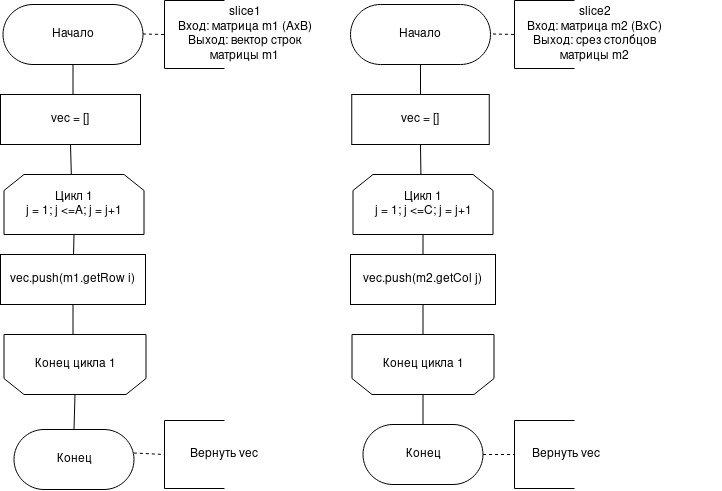 Начало
slice1
Вход: матрица m1 (AxB)
Выход: вектор строк
матрицы m1
vec = []
Цикл 1
j = 1; j <=A; j = j+1
vec.push(m1.getRow i)
Конец цикла 1
Конец
Вернуть vec
Начало
slice2
Вход: матрица m2 (BxC)
Выход: срез столбцов
матрицы m2
vec = []
Цикл 1
j = 1; j <=C; j = j+1
vec.push(m2.getCol j)
Конец цикла 1
Конец
Вернуть vec